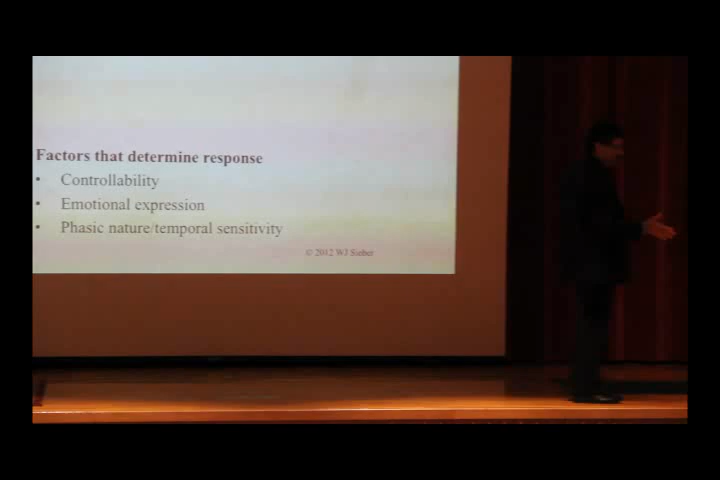 Factors that determine response
• Controllability
• Emotional expression
• Phasic nature/temporal sensitivity
© 2012 WJ Sieber